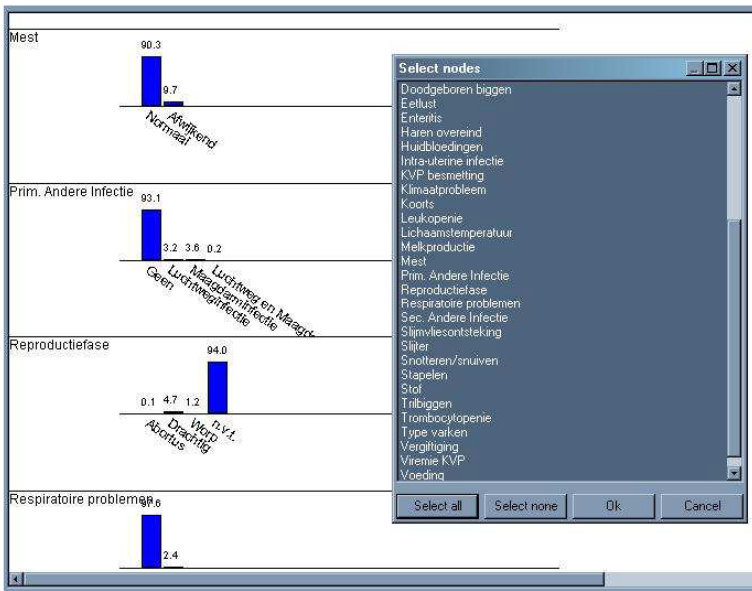 Mest
90.3
9.7
Normaal
Afwijkend
Prim. Andere Infectie
93.1
3.2
3.6
0.2
Geen
Luchtweginfectie
Maagdarminfectie
Luchtweg en Maagd
Reproductiefase
0.1
4.7
1.2
94.0
Abortus
Drachtig
Worp
n.v.t.
Respiratoire problemen
97.6
2.4
Select nodes
Doodgeboren biggen
Eetlust
Enteritis
Haren overeind
Huidbloedingen
Intra-uterine infectie
KVP besmetting
Klimaatprobleem
Koorts
Leukopenie
Lichaamstemperatuur
Melkproductie
Mest
Prim. Andere Infectie
Reproductiefase
Respiratoire problemen
Sec. Andere Infectie
Slijmvliesontsteking
Slijter
Snotteren/snuiven
Stapelen
Stof
Trilbiggen
Trombocytopenie
Type varken
Vergiftiging
Viremie KVP
Voeding
Select all
Select none
Ok
Cancel